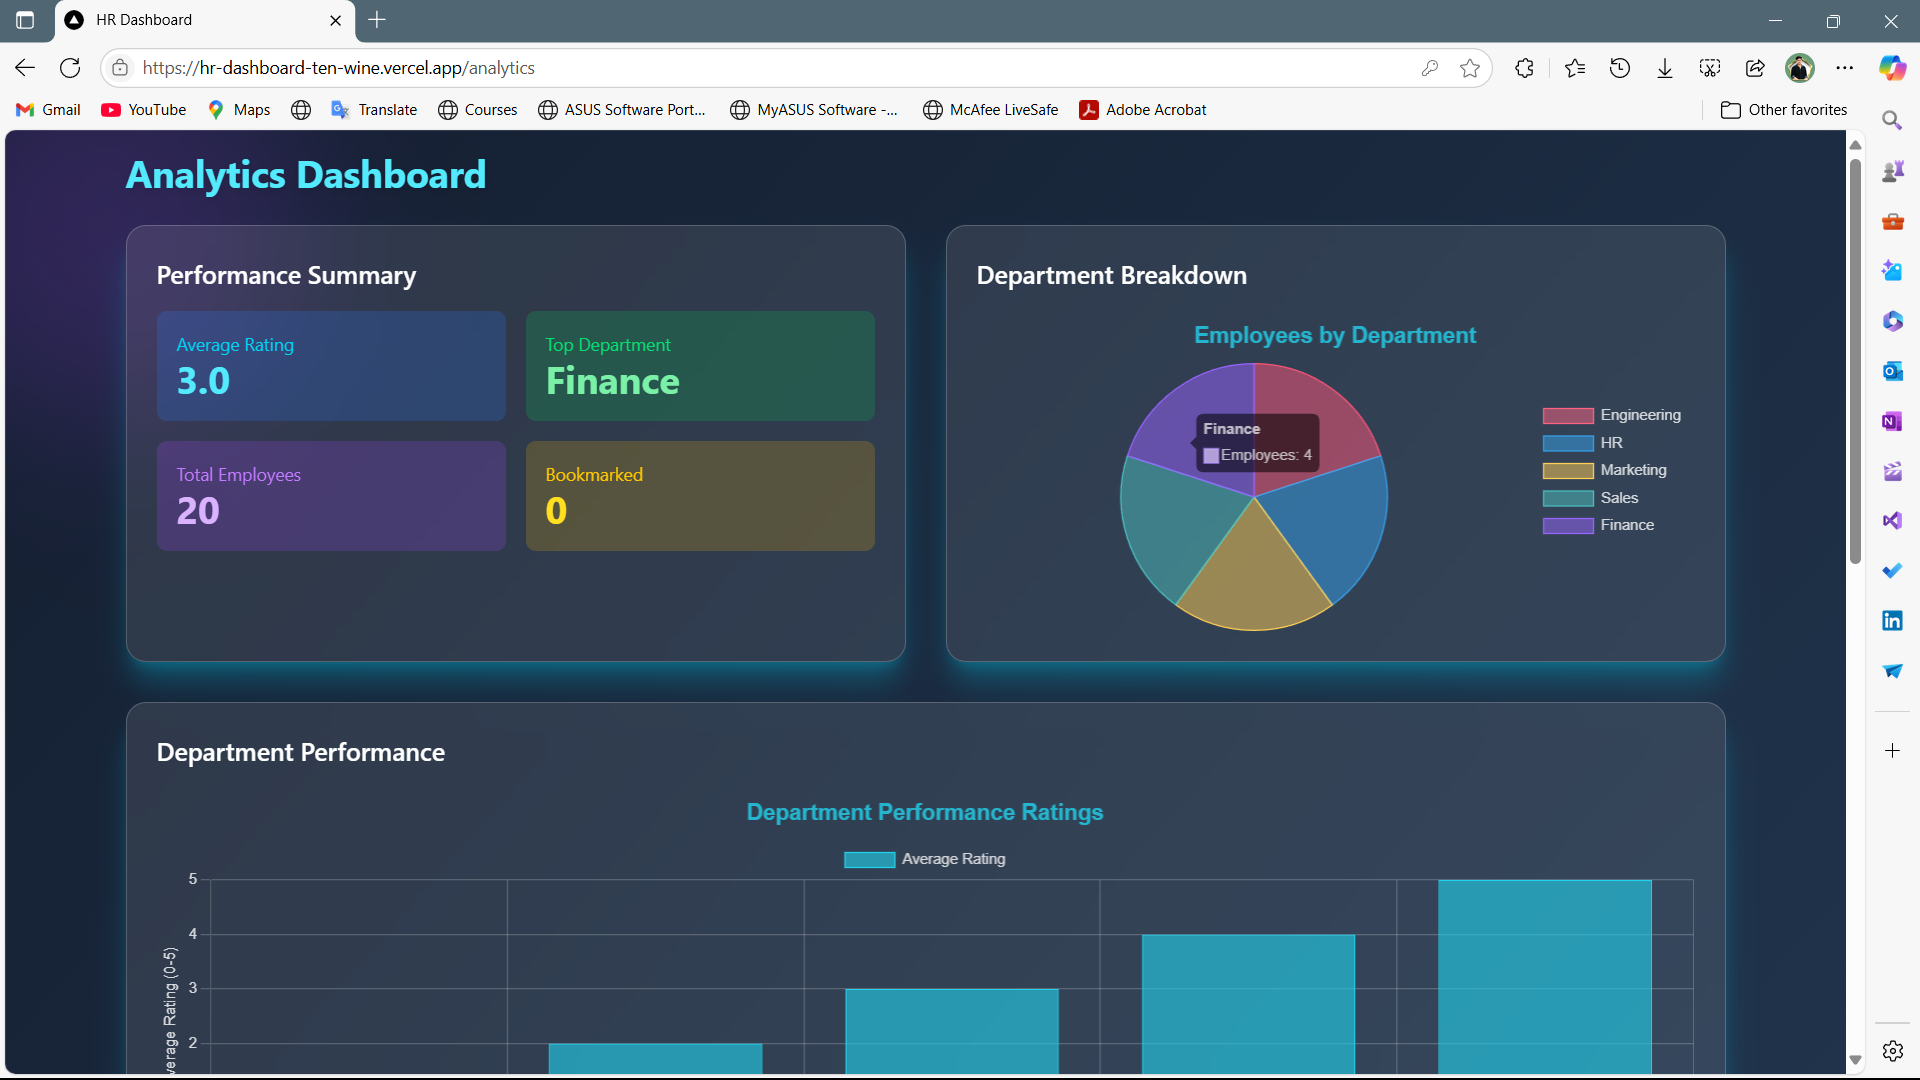 HR Dashboard
https://hr-dashboard-ten-wine.vercel.app/analytics
Gmail
YouTube
Maps
Translate
Courses
ASUS Software Port...
MyASUS Software -...
McAfee LiveSafe
Adobe Acrobat
Other favorites
Analytics Dashboard
Performance Summary
Average Rating
3.0
Top Department
Finance
Total Employees
20
Bookmarked
0
Department Breakdown
Employees by Department
Finance
Employees: 4
Engineering
HR
Marketing
Sales
Finance
Department Performance
Department Performance Ratings
Average Rating
5
4
3
2
verage Rating (0-5)